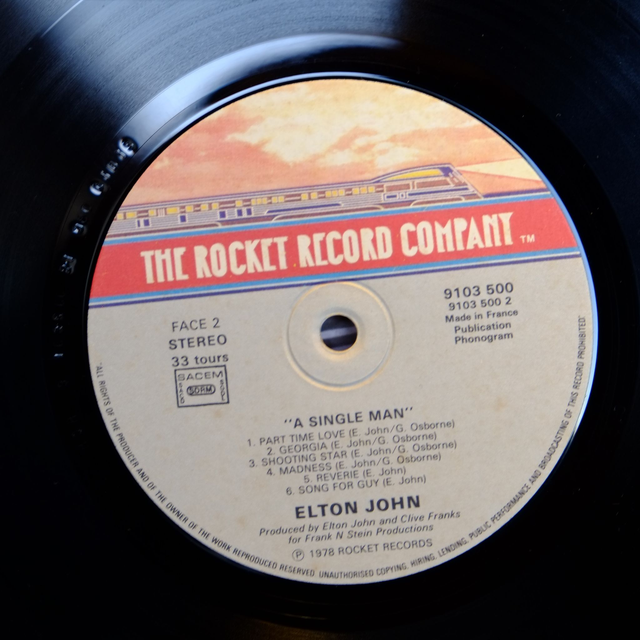 THE ROCKET RECORD COMPANY TM
FACE 2
STEREO
33 tours
SACEM
SDRM
9103 500
9103 500 2
Made in France
Publication
Phonogram
"A SINGLE MAN"
1. PART TIME LOVE (E. John/G. Osborne)
2. GEORGIA (E. John/G. Osborne)
3. SHOOTING STAR (E. John/G. Osborne)
4. MADNESS (E. John/G. Osborne)
5. REVERIE (E. John)
6. SONG FOR GUY (E. John)
ELTON JOHN
Produced by Elton John and Clive Franks
for Frank N Stein Productions
Ⓟ 1978 ROCKET RECORDS
"ALL RIGHTS OF THE PRODUCER AND OF THE OWNER OF THE WORK REPRODUCED RESERVED. UNAUTHORISED COPYING, HIRING, LENDING, PUBLIC PERFORMANCE AND BROADCASTING OF THIS RECORD PROHIBITED"